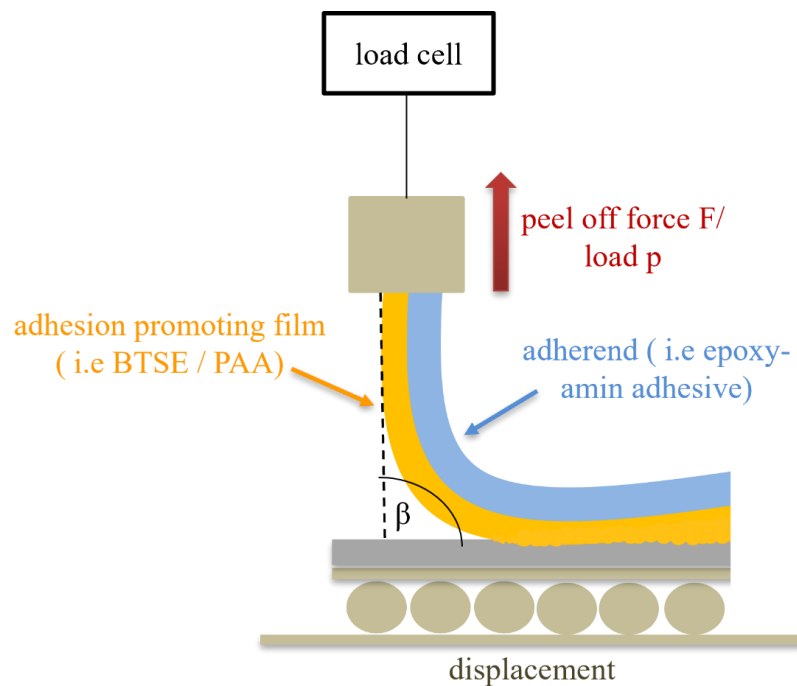 load cell
peel off force F/
load p
adhesion promoting film
( i.e BTSE / PAA)
adherend ( i.e epoxy-
amin adhesive)
β
displacement